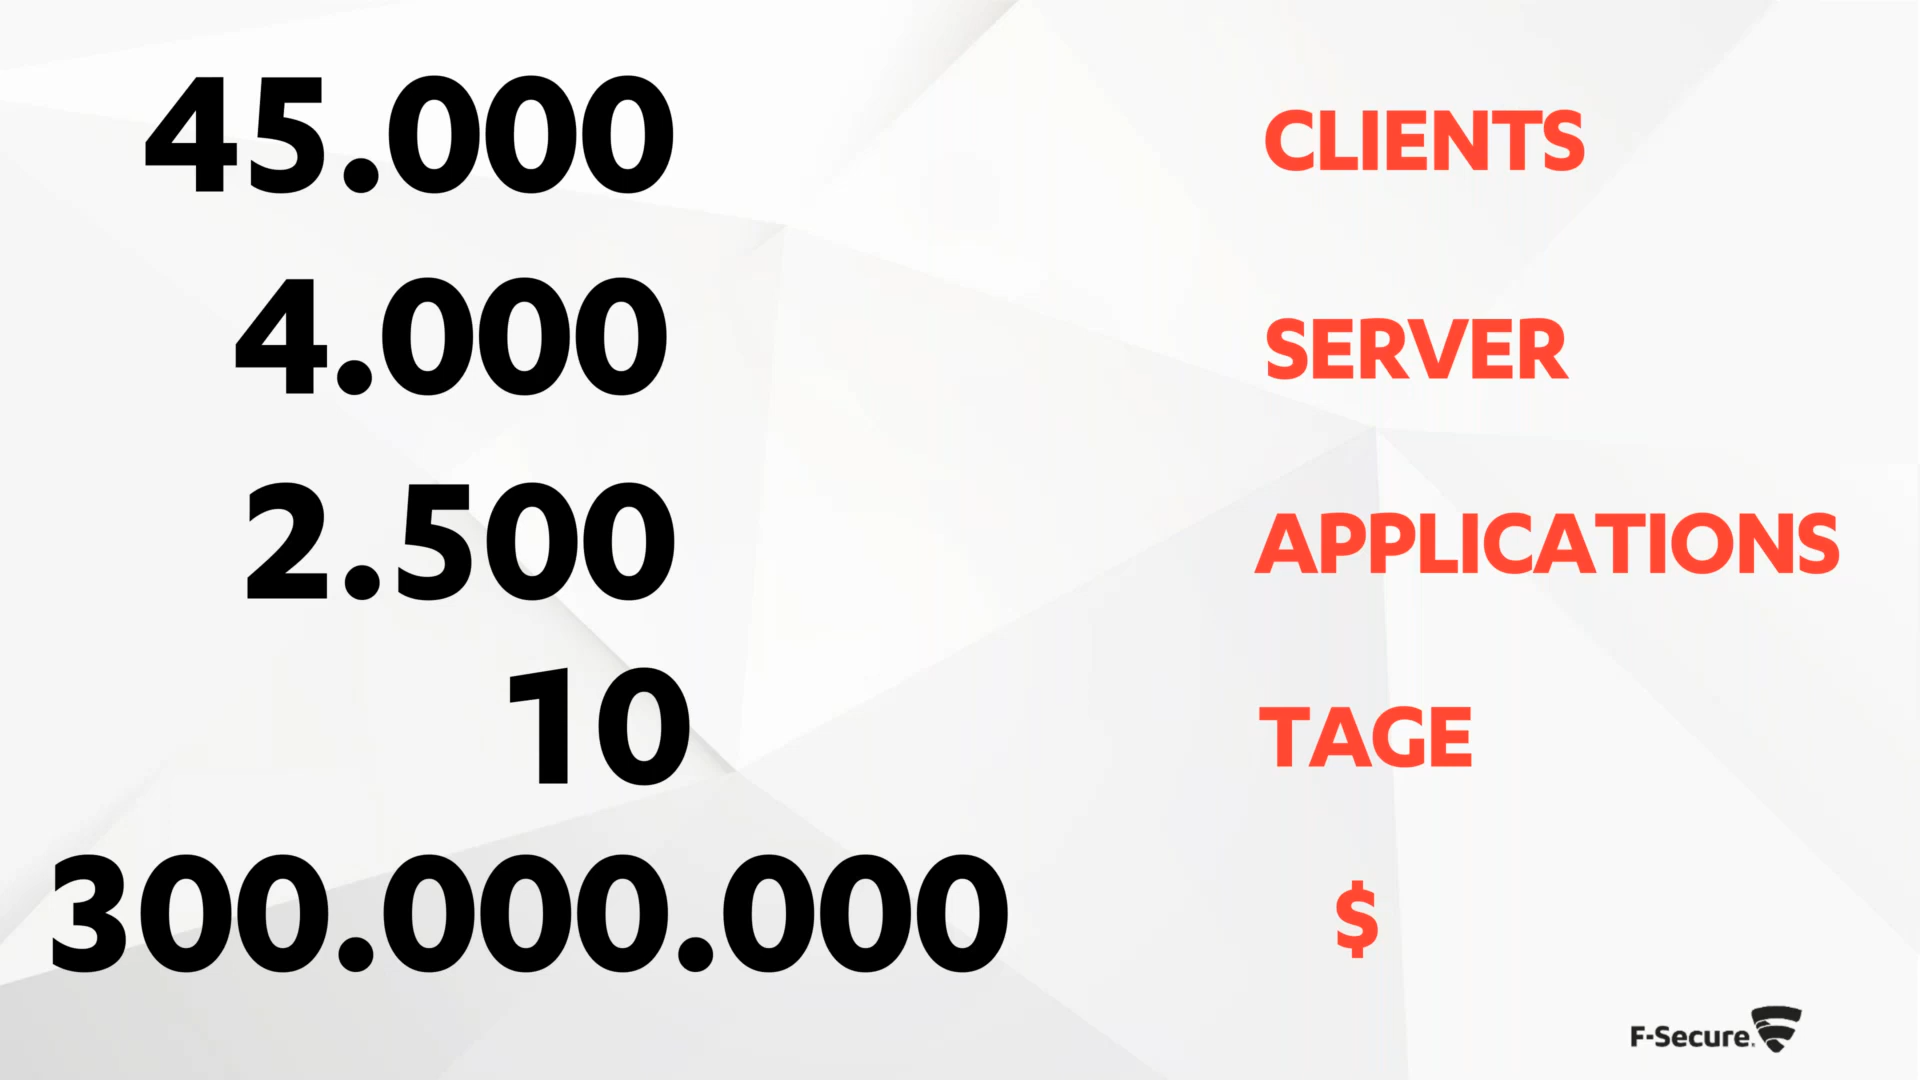 45.000 CLIENTS
4.000 SERVER
2.500 APPLICATIONS
10 TAGE
300.000.000 $
F-Secure.